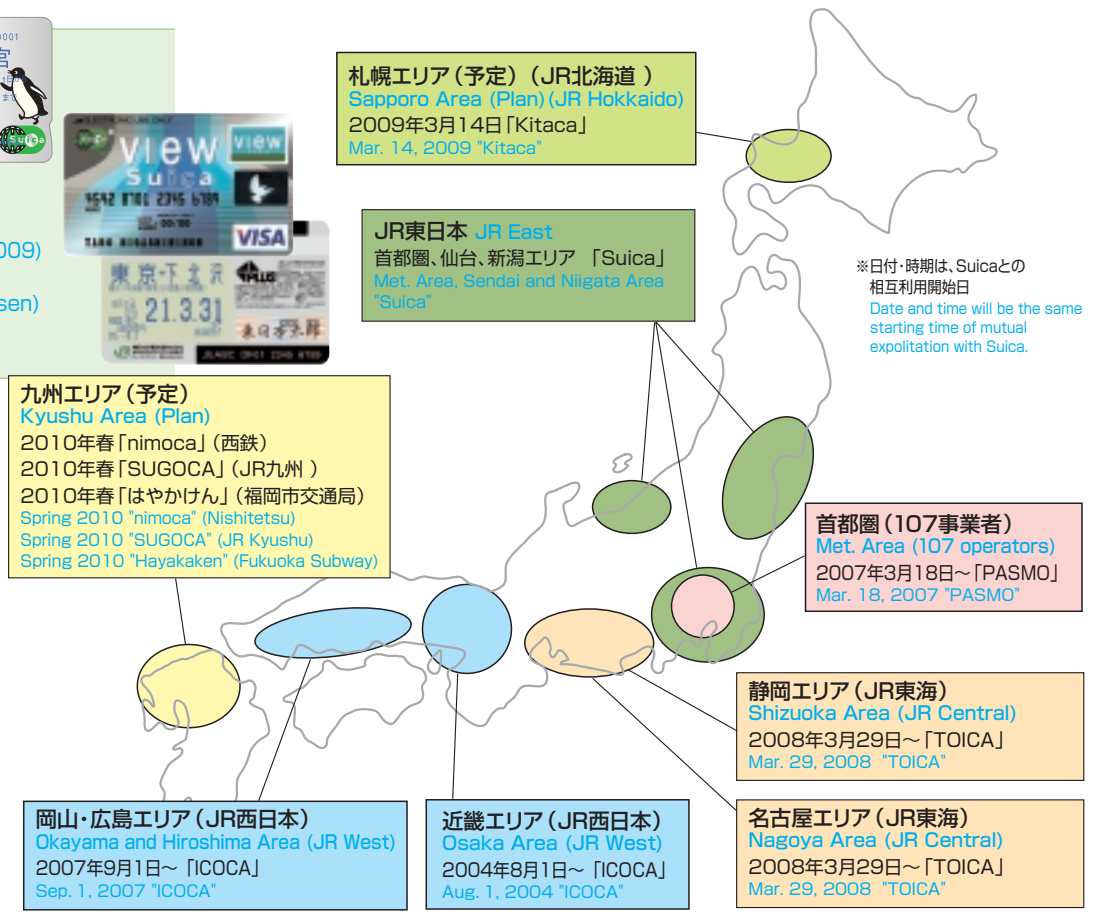 0001
宮
Suica
009)
sen)
VIEW
Suica
view
9542 8701 2345 6789
VISA
東京-下北沢
21.3.31
札幌エリア(予定)(JR北海道 )
Sapporo Area (Plan)(JR Hokkaido)
2009年3月14日「Kitaca」
Mar. 14, 2009 "Kitaca"
JR東日本 JR East
首都圏、仙台、新潟エリア 「Suica」
Met. Area, Sendai and Niigata Area
"Suica"
※日付・時期は、Suicaとの
相互利用開始日
Date and time will be the same
starting time of mutual
expolitation with Suica.
九州エリア(予定)
Kyushu Area (Plan)
2010年春「nimoca」(西鉄)
2010年春「SUGOCA」(JR九州 )
2010年春「はやかけん」(福岡市交通局)
Spring 2010 "nimoca" (Nishitetsu)
Spring 2010 "SUGOCA" (JR Kyushu)
Spring 2010 "Hayakaken" (Fukuoka Subway)
首都圏(107事業者)
Met. Area (107 operators)
2007年3月18日〜「PASMO」
Mar. 18, 2007 "PASMO"
静岡エリア(JR東海)
Shizuoka Area (JR Central)
2008年3月29日〜「TOICA」
Mar. 29, 2008 "TOICA"
岡山・広島エリア(JR西日本)
Okayama and Hiroshima Area (JR West)
2007年9月1日〜「ICOCA」
Sep. 1, 2007 "ICOCA"
近畿エリア(JR西日本)
Osaka Area (JR West)
2004年8月1日〜「ICOCA」
Aug. 1, 2004 "ICOCA"
名古屋エリア(JR東海)
Nagoya Area (JR Central)
2008年3月29日〜「TOICA」
Mar. 29, 2008 "TOICA"